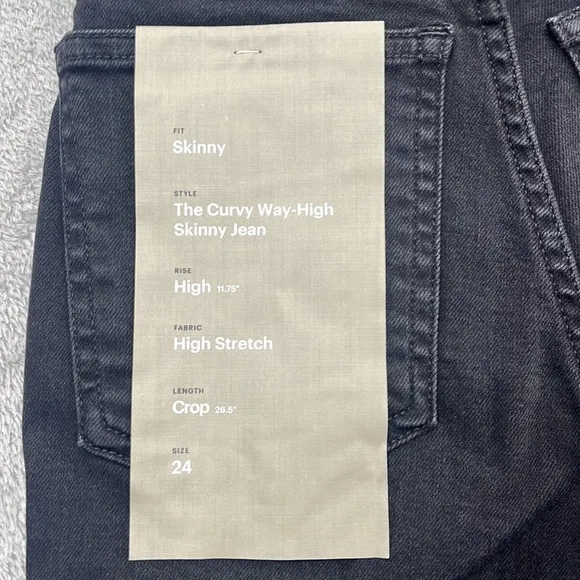 FIT
Skinny
STYLE
The Curvy Way-High
Skinny Jean
RISE
High 11.75"
FABRIC
High Stretch
LENGTH
Crop 26.5"
SIZE
24